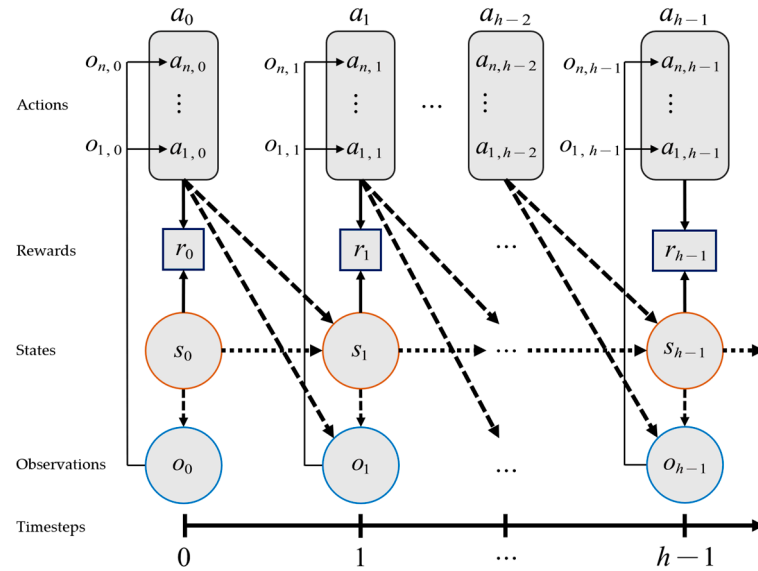 a₀ a₁ aₕ₋₂ aₕ₋₁
oₙ, ₀ aₙ, ₀ oₙ, ₁ aₙ, ₁ aₙ, ₕ₋₂ oₙ, ₕ₋₁ aₙ, ₕ₋₁
Actions ⋮ ⋮ ... ⋮ ⋮
o₁, ₀ a₁, ₀ o₁, ₁ a₁, ₁ a₁, ₕ₋₂ o₁, ₕ₋₁ a₁, ₕ₋₁
Rewards r₀ r₁ ... rₕ₋₁
States s₀ s₁ ... sₕ₋₁
Observations o₀ o₁ ... oₕ₋₁
Timesteps
0 1 ... h−1